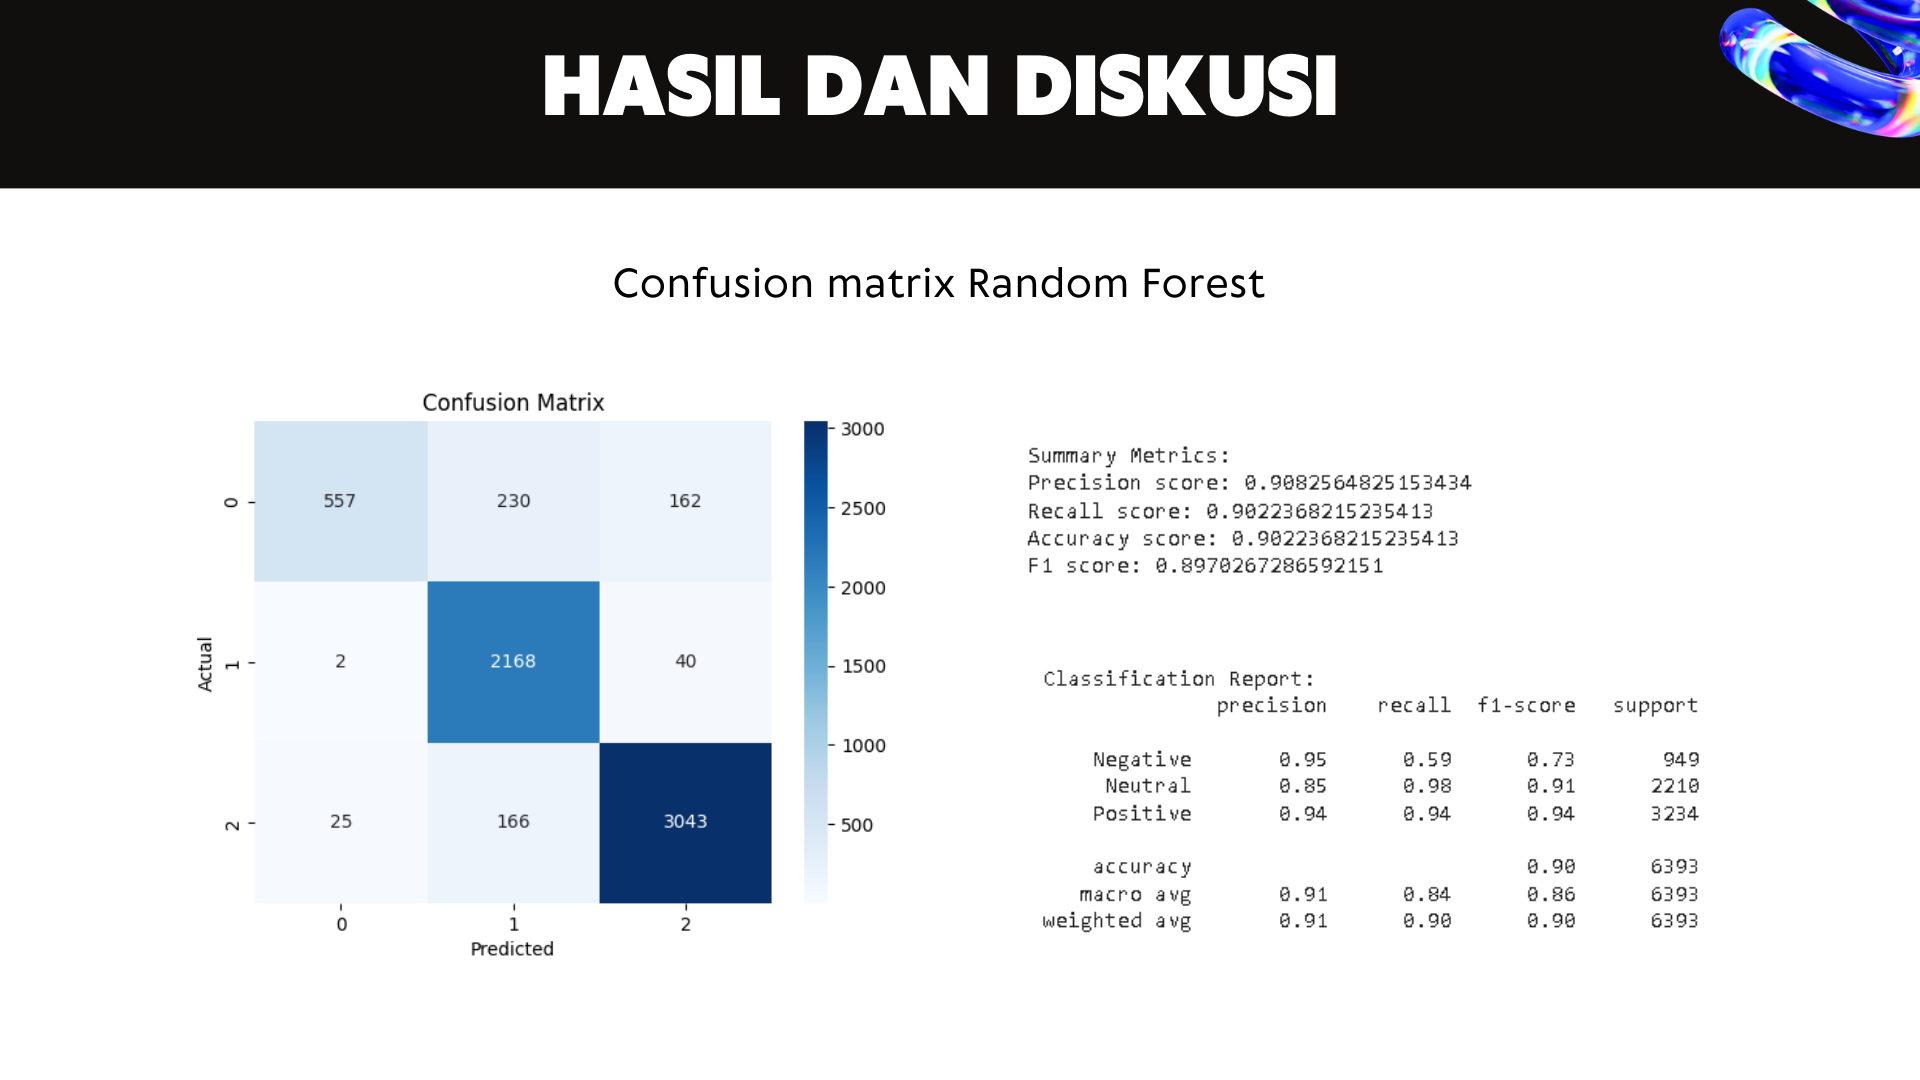 HASIL DAN DISKUSI
Confusion matrix Random Forest
Confusion Matrix
0 557 230 162
1 2 2168 40
2 25 166 3043
0 1 2
Actual
Predicted
3000
2500
2000
1500
1000
500
Summary Metrics:
Precision score: 0.9082564825153434
Recall score: 0.9022368215235413
Accuracy score: 0.9022368215235413
F1 score: 0.8970267286592151
Classification Report:
precision recall f1-score support
Negative 0.95 0.59 0.73 949
Neutral 0.85 0.98 0.91 2210
Positive 0.94 0.94 0.94 3234
accuracy 0.90 6393
macro avg 0.91 0.84 0.86 6393
weighted avg 0.91 0.90 0.90 6393